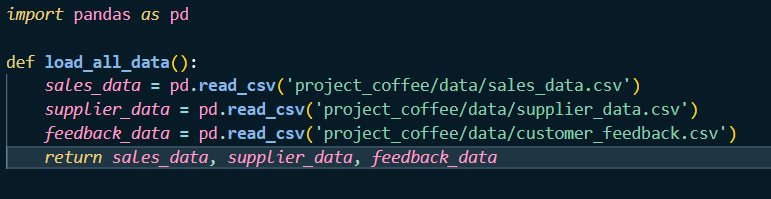 import pandas as pd
def load_all_data():
    sales_data = pd.read_csv('project_coffee/data/sales_data.csv')
    supplier_data = pd.read_csv('project_coffee/data/supplier_data.csv')
    feedback_data = pd.read_csv('project_coffee/data/customer_feedback.csv')
    return sales_data, supplier_data, feedback_data